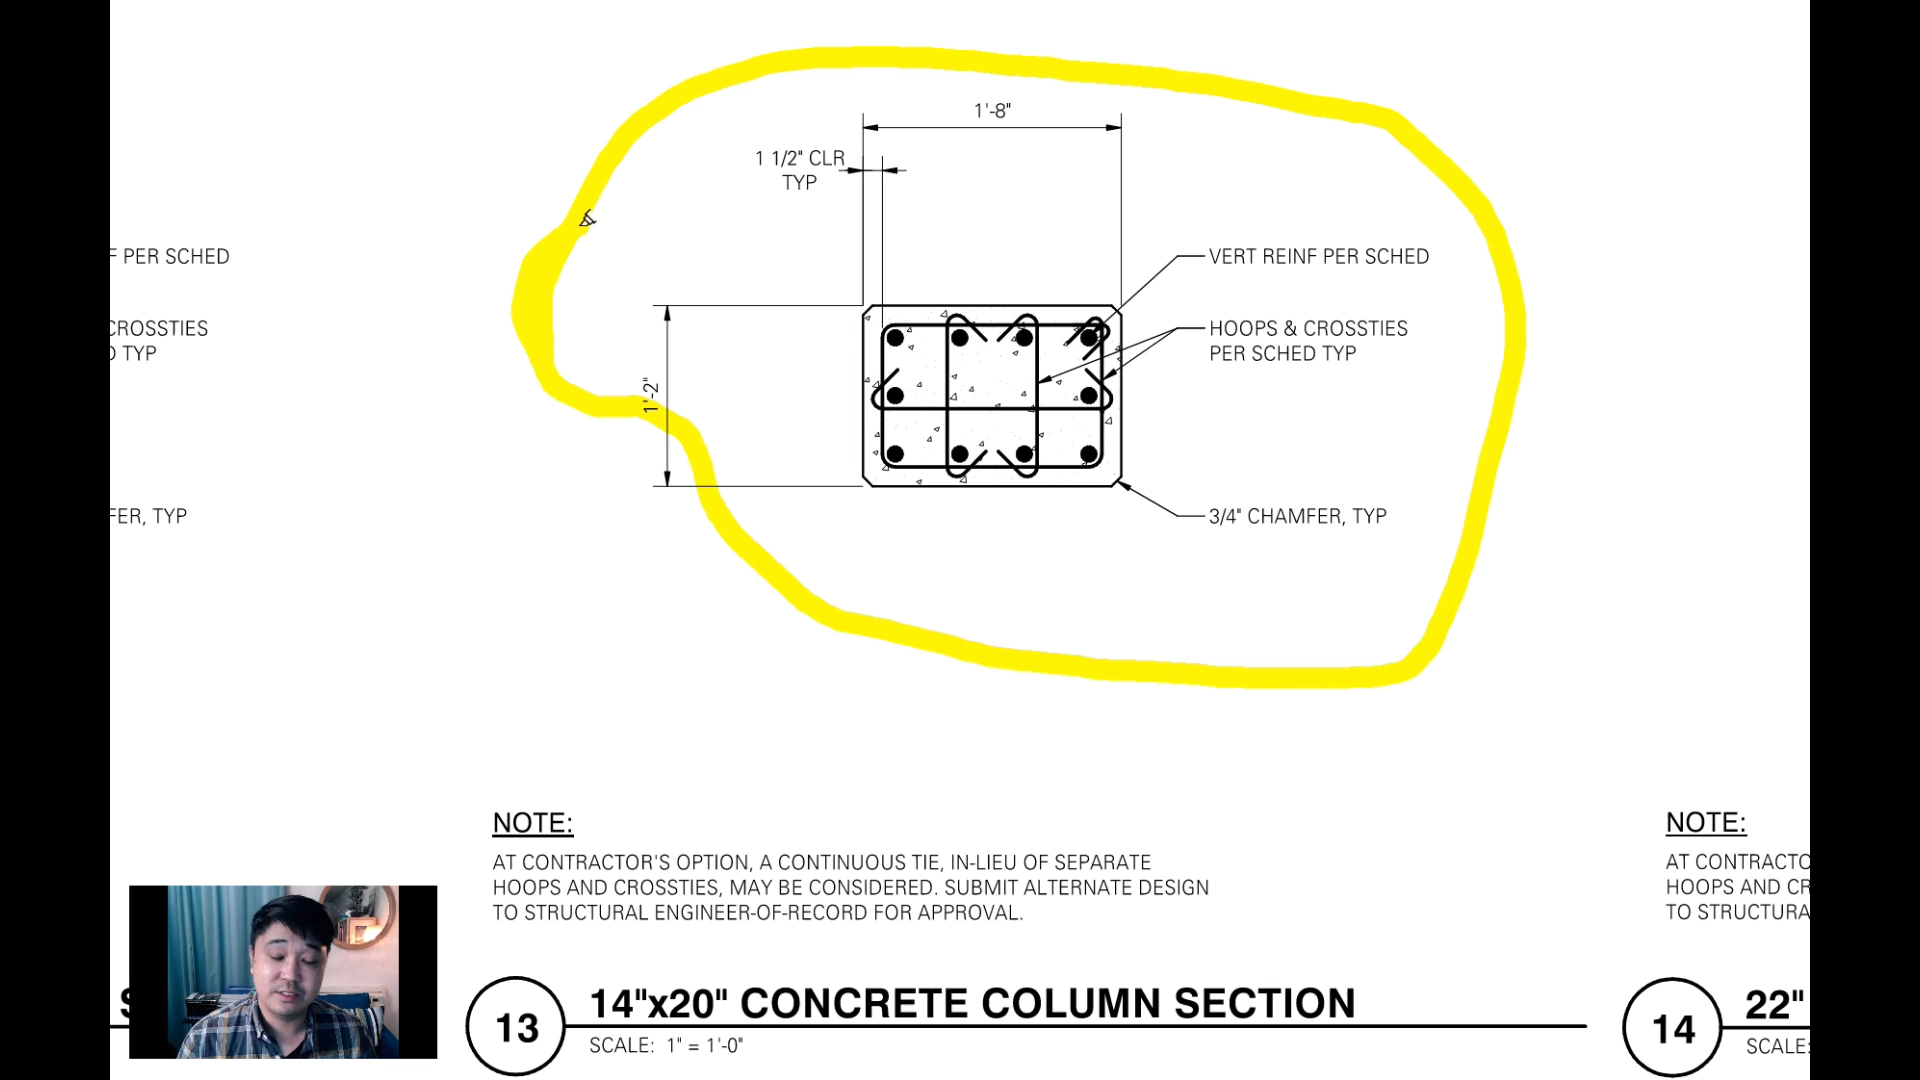 1'-8"
1 1/2" CLR
TYP
F PER SCHED
VERT REINF PER SCHED
CROSSTIES
TYP
HOOPS & CROSSTIES
PER SCHED TYP
1'-2"
FER, TYP
3/4" CHAMFER, TYP
NOTE:
AT CONTRACTOR'S OPTION, A CONTINUOUS TIE, IN-LIEU OF SEPARATE
HOOPS AND CROSSTIES, MAY BE CONSIDERED. SUBMIT ALTERNATE DESIGN
TO STRUCTURAL ENGINEER-OF-RECORD FOR APPROVAL.
NOTE:
AT CONTRACTO
HOOPS AND CR
TO STRUCTURA
13
14"x20" CONCRETE COLUMN SECTION
SCALE: 1" = 1'-0"
14
22"
SCALE: